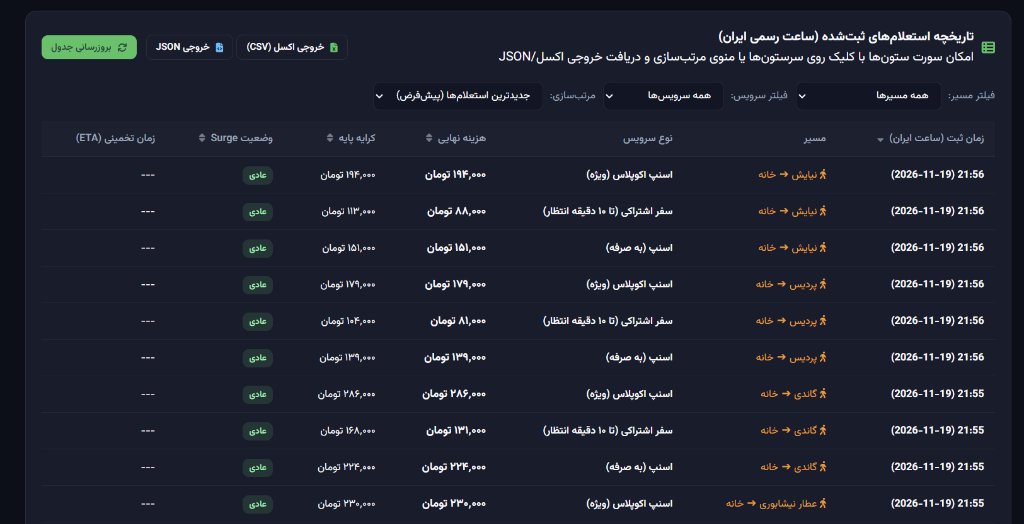 تاریخچه استعلام‌های ثبت‌شده (ساعت رسمی ایران)
امکان سورت ستون‌ها با کلیک روی سرستون‌ها یا منوی مرتب‌سازی و دریافت خروجی اکسل/JSON
خروجی اکسل (CSV)
خروجی JSON
بروزرسانی جدول
فیلتر مسیر: همه مسیرها فیلتر سرویس: همه سرویس‌ها مرتب‌سازی: جدیدترین استعلام‌ها (پیش‌فرض)
زمان ثبت (ساعت ایران) مسیر نوع سرویس هزینه نهایی کرایه پایه وضعیت Surge زمان تخمینی (ETA)
21:56 (2026-11-19) نیایش ➔ خانه اسنپ اکوپلاس (ویژه) ۱۹۴,۰۰۰ تومان ۱۹۴,۰۰۰ تومان عادی ---
21:56 (2026-11-19) نیایش ➔ خانه سفر اشتراکی (تا ۱۰ دقیقه انتظار) ۸۸,۰۰۰ تومان ۱۱۳,۰۰۰ تومان عادی ---
21:56 (2026-11-19) نیایش ➔ خانه اسنپ (به صرفه) ۱۵۱,۰۰۰ تومان ۱۵۱,۰۰۰ تومان عادی ---
21:56 (2026-11-19) پردیس ➔ خانه اسنپ اکوپلاس (ویژه) ۱۷۹,۰۰۰ تومان ۱۷۹,۰۰۰ تومان عادی ---
21:56 (2026-11-19) پردیس ➔ خانه سفر اشتراکی (تا ۱۰ دقیقه انتظار) ۸۱,۰۰۰ تومان ۱۰۴,۰۰۰ تومان عادی ---
21:56 (2026-11-19) پردیس ➔ خانه اسنپ (به صرفه) ۱۳۹,۰۰۰ تومان ۱۳۹,۰۰۰ تومان عادی ---
21:55 (2026-11-19) گاندی ➔ خانه اسنپ اکوپلاس (ویژه) ۲۸۶,۰۰۰ تومان ۲۸۶,۰۰۰ تومان عادی ---
21:55 (2026-11-19) گاندی ➔ خانه سفر اشتراکی (تا ۱۰ دقیقه انتظار) ۱۳۱,۰۰۰ تومان ۱۶۸,۰۰۰ تومان عادی ---
21:55 (2026-11-19) گاندی ➔ خانه اسنپ (به صرفه) ۲۲۴,۰۰۰ تومان ۲۲۴,۰۰۰ تومان عادی ---
21:55 (2026-11-19) عطار نیشابوری ➔ خانه اسنپ اکوپلاس (ویژه) ۲۳۰,۰۰۰ تومان ۲۳۰,۰۰۰ تومان عادی ---